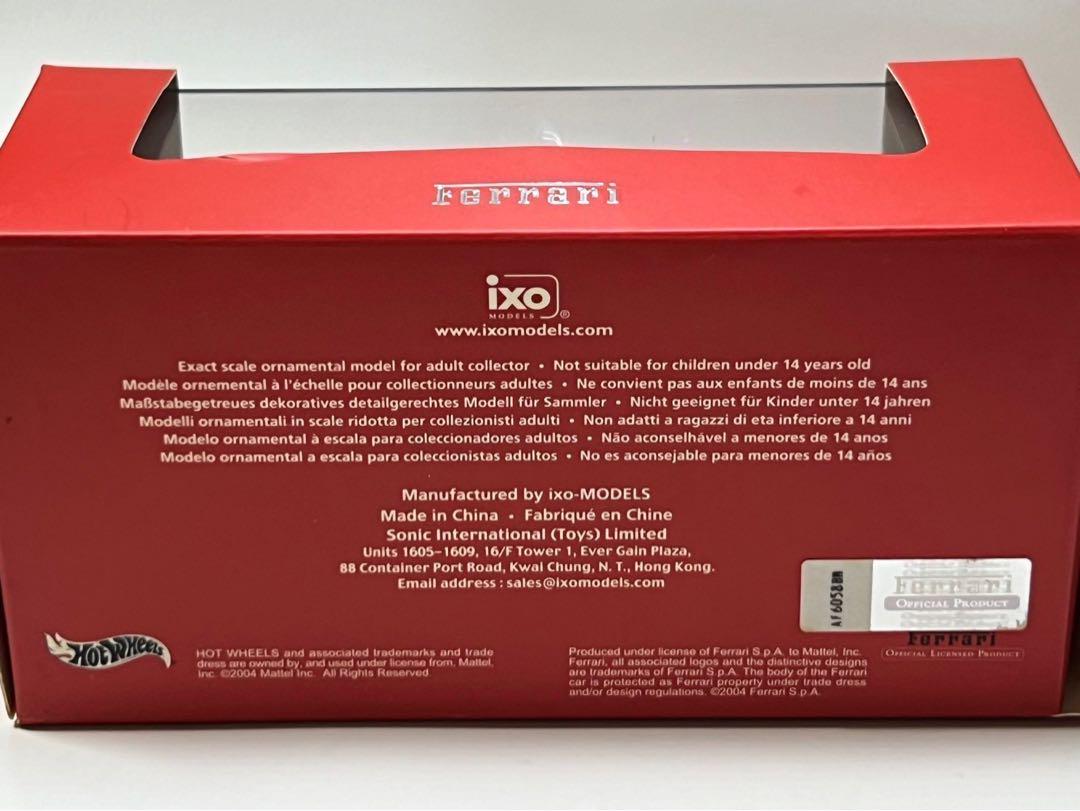 Ferrari
ixo
MODELS ®
www.ixomodels.com
Exact scale ornamental model for adult collector • Not suitable for children under 14 years old
Modèle ornemental à l'échelle pour collectionneurs adultes • Ne convient pas aux enfants de moins de 14 ans
Maßstabegetreues dekoratives detailgerechtes Modell für Sammler • Nicht geeignet für Kinder unter 14 jahren
Modelli ornamentali in scale ridotta per collezionisti adulti • Non adatti a ragazzi di eta inferiore a 14 anni
Modelo ornamental à escala para coleccionadores adultos • Não aconselhável a menores de 14 anos
Modelo ornamental a escala para coleccionistas adultos • No es aconsejable para menores de 14 años
Manufactured by ixo-MODELS
Made in China • Fabriqué en Chine
Sonic International (Toys) Limited
Units 1605-1609, 16/F Tower 1, Ever Gain Plaza,
88 Container Port Road, Kwai Chung, N. T., Hong Kong.
Email address : sales@ixomodels.com
Hot Wheels
HOT WHEELS and associated trademarks and trade
dress are owned by, and used under license from, Mattel,
Inc. ©2004 Mattel Inc. All Rights Reserved.
Produced under license of Ferrari S.p.A. to Mattel, Inc.
Ferrari, all associated logos and the distinctive designs
are trademarks of Ferrari S.p.A. The body of the Ferrari
car is protected as Ferrari property under trade dress
and/or design regulations. ©2004 Ferrari S.p.A.
Ferrari
OFFICIAL PRODUCT
Ferrari
OFFICIAL LICENSED PRODUCT